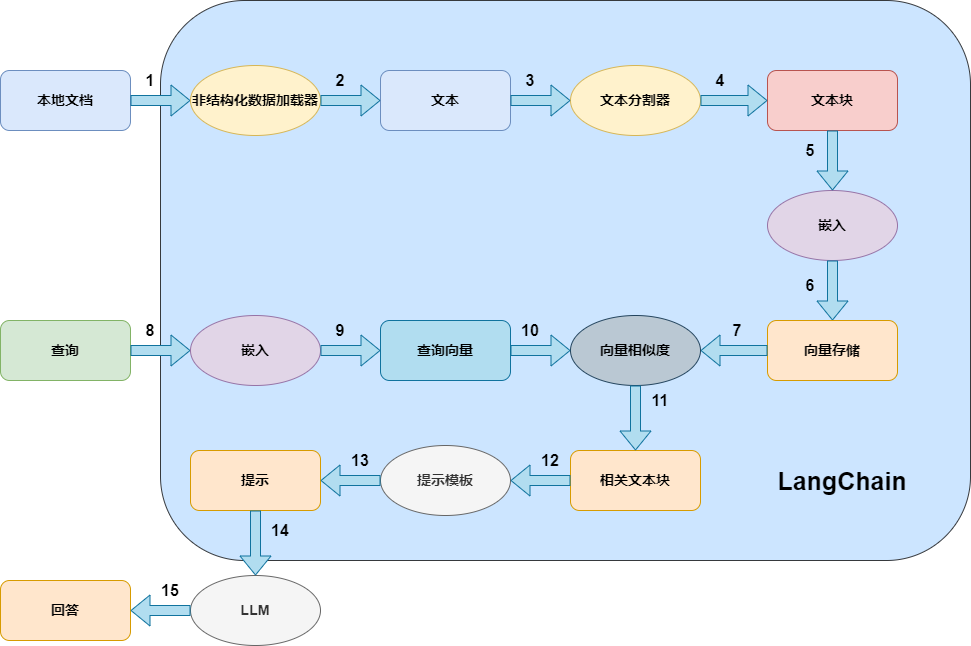 1
2
3
4
本地文档
非结构化数据加载器
文本
文本分割器
文本块
5
嵌入
6
8
9
10
7
查询
嵌入
查询向量
向量相似度
向量存储
11
13
12
提示
提示模板
相关文本块
LangChain
14
15
回答
LLM